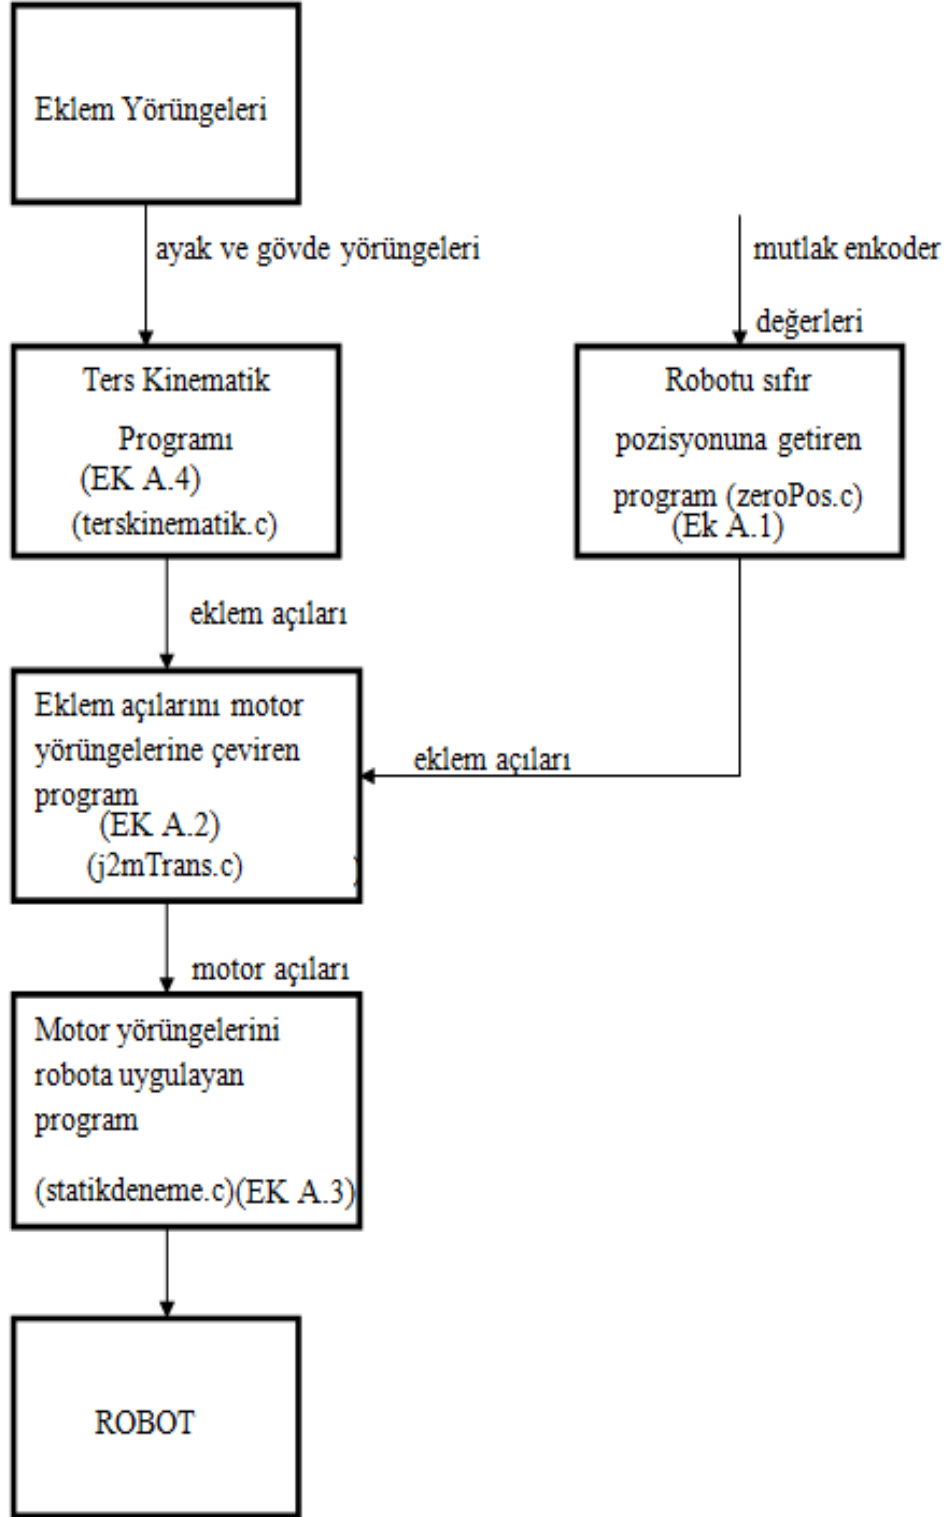 Eklem Yörüngeleri
ayak ve gövde yörüngeleri
mutlak enkoder
değerleri
Ters Kinematik
Programı
(EK A.4)
(terskinematik.c)
Robotu sıfır
pozisyonuna getiren
program (zeroPos.c)
(Ek A.1)
eklem açıları
Eklem açılarını motor
yörüngelerine çeviren
program
(EK A.2)
(j2mTrans.c) )
eklem açıları
motor açıları
Motor yörüngelerini
robota uygulayan
program
(statikdeneme.c)(EK A.3)
ROBOT